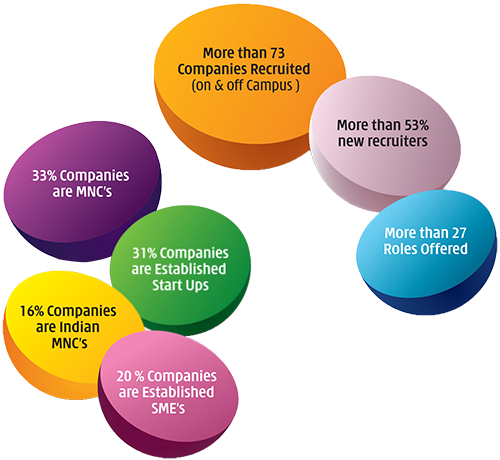 More than 73
Companies Recruited
(on & off Campus )
More than 53%
new recruiters
33% Companies
are MNC's
More than 27
Roles Offered
31% Companies
are Established
Start Ups
16% Companies
are Indian
MNC's
20 % Companies
are Established
SME's